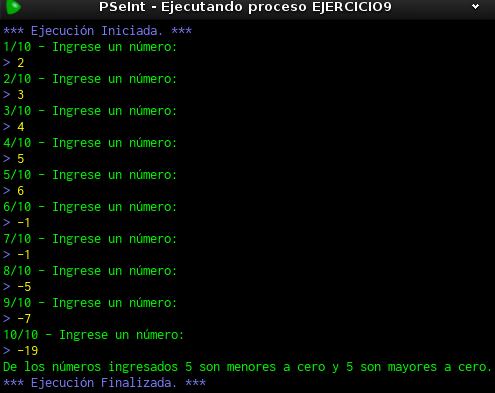 PSeInt - Ejecutando proceso EJERCICIO9
*** Ejecución Iniciada. ***
1/10 - Ingrese un número:
> 2
2/10 - Ingrese un número:
> 3
3/10 - Ingrese un número:
> 4
4/10 - Ingrese un número:
> 5
5/10 - Ingrese un número:
> 6
6/10 - Ingrese un número:
> -1
7/10 - Ingrese un número:
> -1
8/10 - Ingrese un número:
> -5
9/10 - Ingrese un número:
> -7
10/10 - Ingrese un número:
> -19
De los números ingresados 5 son menores a cero y 5 son mayores a cero.
*** Ejecución Finalizada. ***